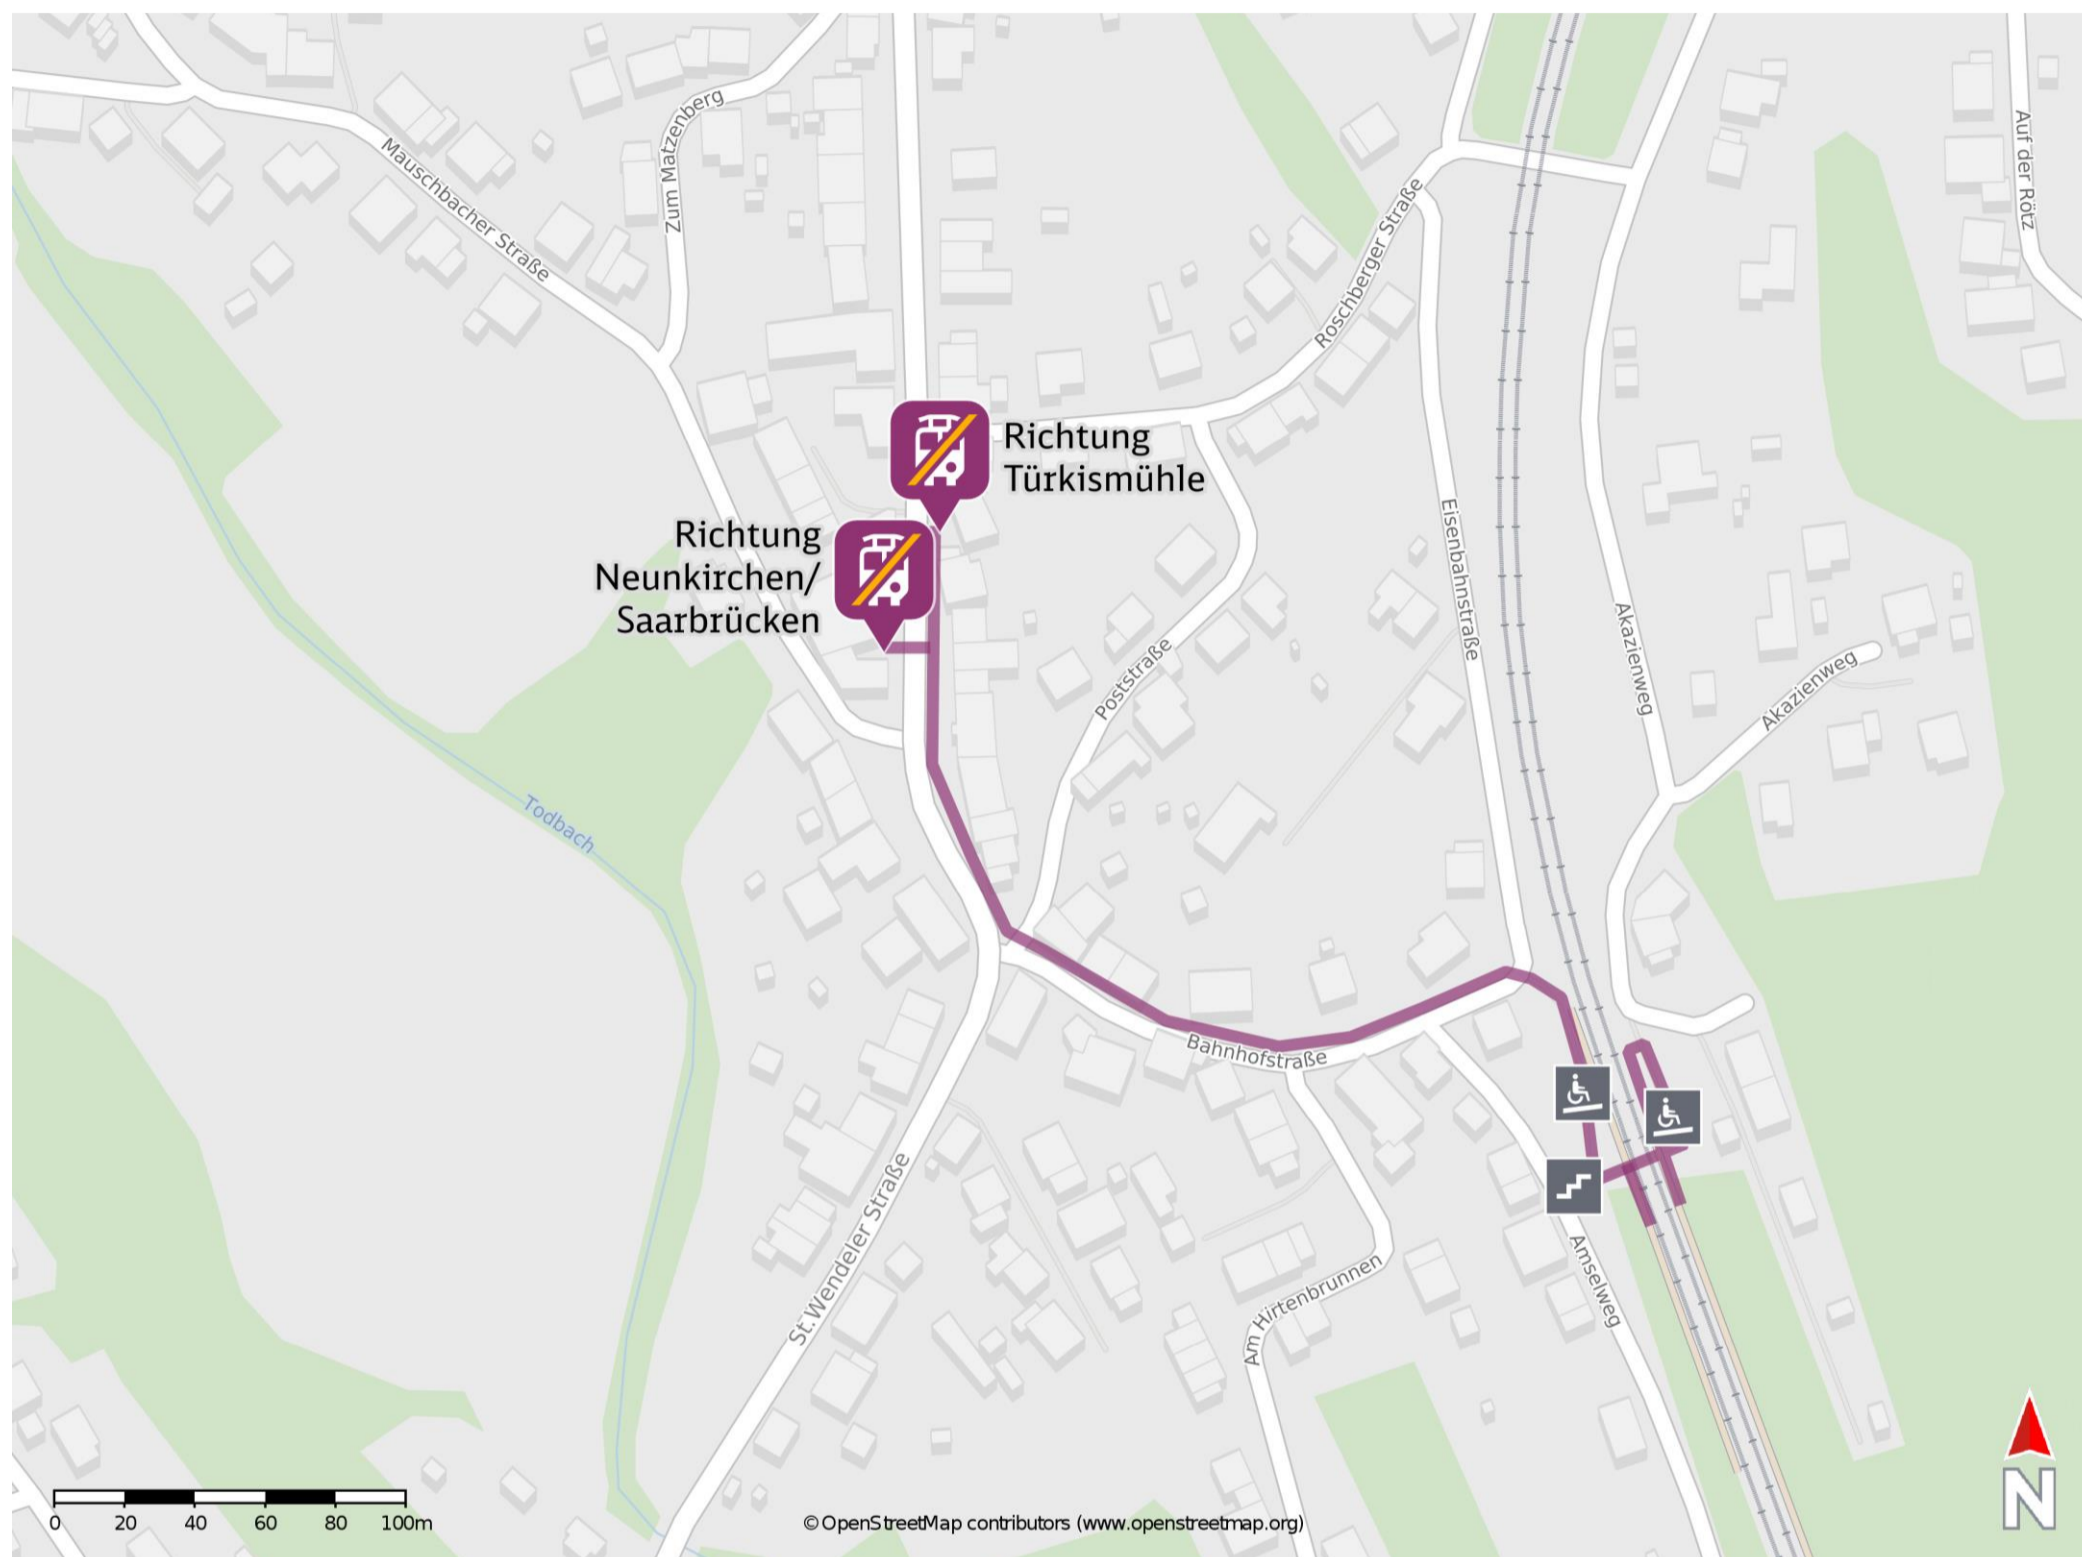 Auf der Rötz
Zum Matzenberg
Mauschbacher Straße
Roschberger Straße
Richtung
Türkismühle
Richtung
Neunkirchen/
Saarbrücken
Eisenbahnstraße
Akazienweg
Akazienweg
Poststraße
Todbach
Bahnhofstraße
St.Wendeler Straße
Am Hirtenbrunnen
Amselweg
N
0 20 40 60 80 100m
© OpenStreetMap contributors (www.openstreetmap.org)